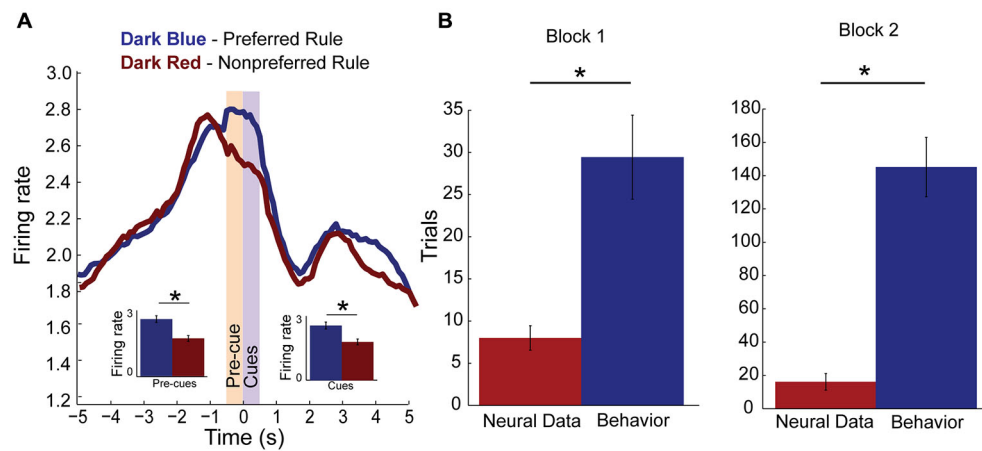 A
Dark Blue - Preferred Rule
Dark Red - Nonpreferred Rule
Firing rate
3.0
2.8
2.6
2.4
2.2
2.0
1.8
1.6
1.4
1.2
−5 −4 −3 −2 −1 0 1 2 3 4 5
Time (s)
Pre-cue
Cues
*
Firing rate
3
0
Pre-cues
*
Firing rate
3
0
Cues
B
Block 1
*
Trials
35
30
25
20
15
10
5
0
Neural Data Behavior
Block 2
*
180
160
140
120
100
80
60
40
20
0
Neural Data Behavior